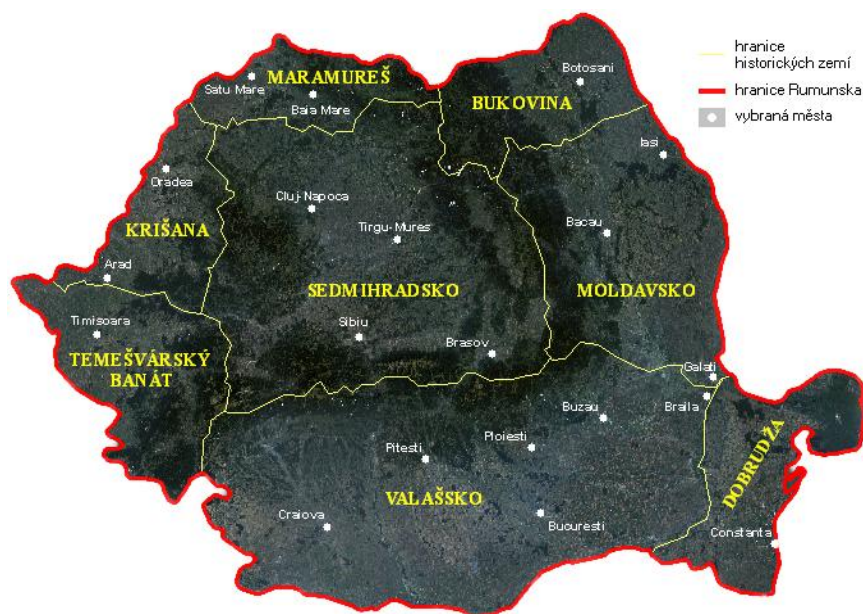 hranice
historických zemí
hranice Rumunska
vybraná města
MARAMUREŠ
Satu Mare
Baia Mare
Botosani
BUKOVINA
Iasi
Oradea
Cluj-Napoca
KRIŠANA
Tirgu-Mures
Bacau
Arad
SEDMIHRADSKO
MOLDAVSKO
Timisoara
Sibiu
Brasov
TEMEŠVÁRSKÝ
BANÁT
Galati
Braila
Buzau
Ploiesti
Pitesti
DOBRUDŽA
VALAŠSKO
Craiova
Bucuresti
Constanta